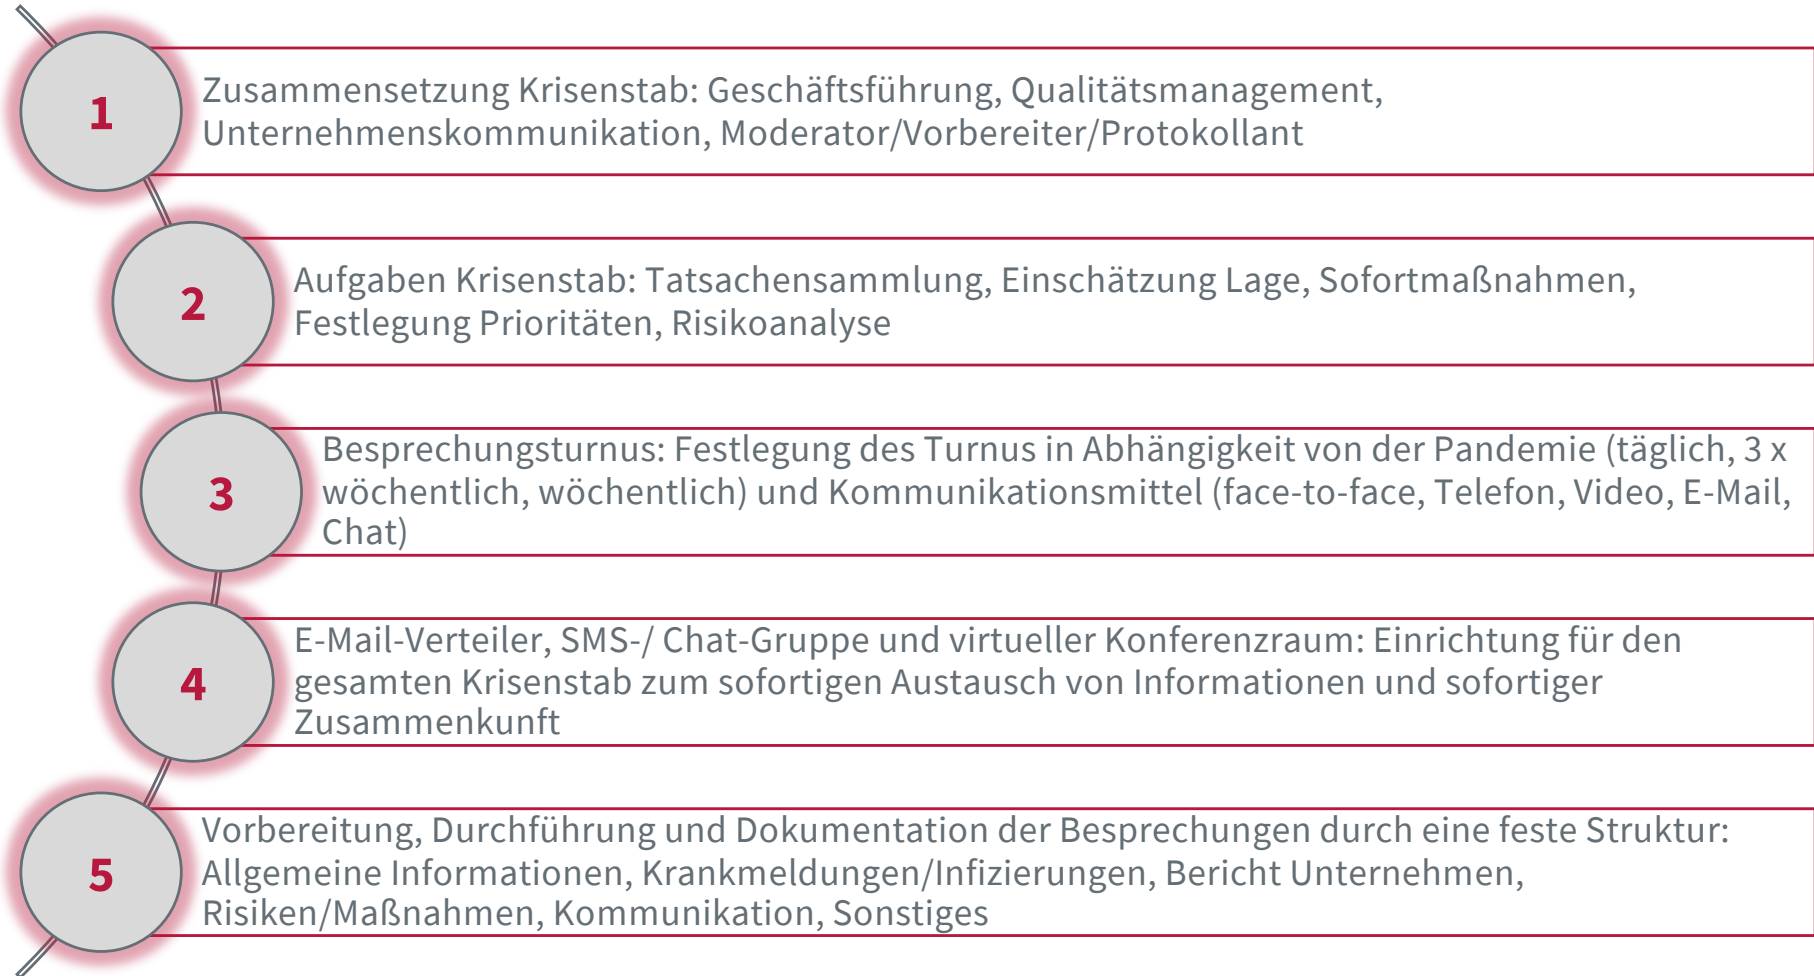 1
Zusammensetzung Krisenstab: Geschäftsführung, Qualitätsmanagement,
Unternehmenskommunikation, Moderator/Vorbereiter/Protokollant
2
Aufgaben Krisenstab: Tatsachensammlung, Einschätzung Lage, Sofortmaßnahmen,
Festlegung Prioritäten, Risikoanalyse
3
Besprechungsturnus: Festlegung des Turnus in Abhängigkeit von der Pandemie (täglich, 3 x
wöchentlich, wöchentlich) und Kommunikationsmittel (face-to-face, Telefon, Video, E-Mail,
Chat)
4
E-Mail-Verteiler, SMS-/ Chat-Gruppe und virtueller Konferenzraum: Einrichtung für den
gesamten Krisenstab zum sofortigen Austausch von Informationen und sofortiger
Zusammenkunft
5
Vorbereitung, Durchführung und Dokumentation der Besprechungen durch eine feste Struktur:
Allgemeine Informationen, Krankmeldungen/Infizierungen, Bericht Unternehmen,
Risiken/Maßnahmen, Kommunikation, Sonstiges